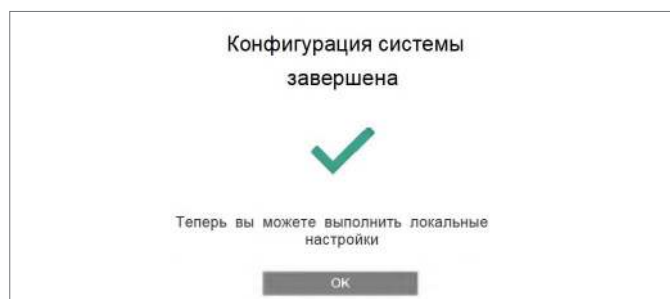 Конфигурация системы
завершена
Теперь вы можете выполнить локальные
настройки
OK